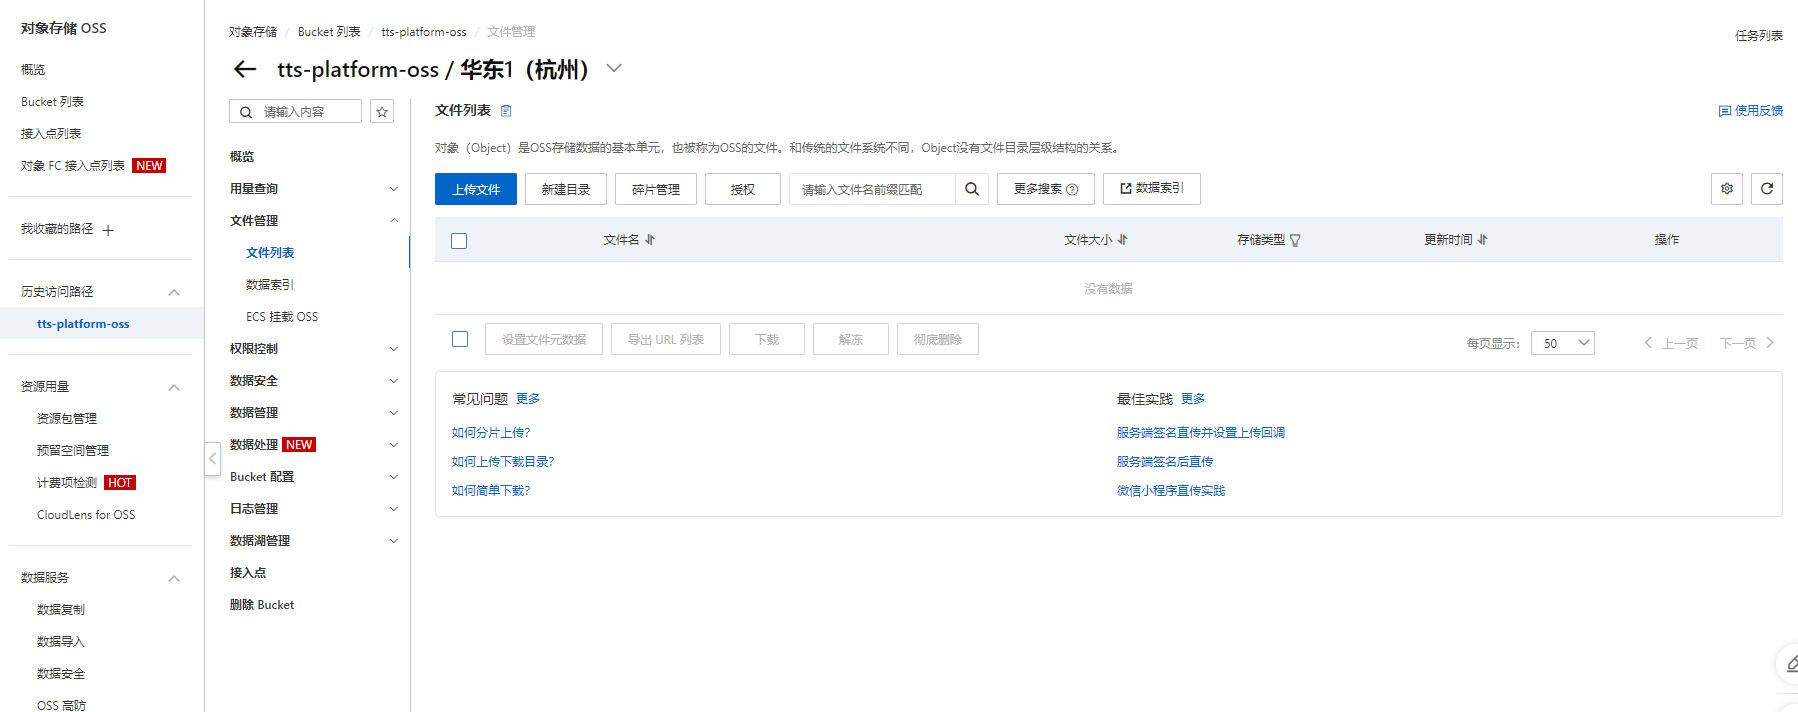 对象存储 OSS
概览
Bucket 列表
接入点列表
对象 FC 接入点列表 NEW
我收藏的路径
历史访问路径
tts-platform-oss
资源用量
资源包管理
预留空间管理
计费项检测 HOT
CloudLens for OSS
数据服务
数据复制
数据导入
数据安全
OSS 高防
对象存储 / Bucket 列表 / tts-platform-oss / 文件管理
任务列表
tts-platform-oss / 华东1（杭州）
请输入内容
概览
用量查询
文件管理
文件列表
数据索引
ECS 挂载 OSS
权限控制
数据安全
数据管理
数据处理 NEW
Bucket 配置
日志管理
数据湖管理
接入点
删除 Bucket
文件列表
使用反馈
对象（Object）是OSS存储数据的基本单元，也被称为OSS的文件。和传统的文件系统不同，Object没有文件目录层级结构的关系。
上传文件 新建目录 碎片管理 授权 请输入文件名前缀匹配 更多搜索 数据索引
文件名 文件大小 存储类型 更新时间 操作
没有数据
设置文件元数据 导出 URL 列表 下载 解冻 彻底删除
每页显示： 50 上一页 下一页
常见问题 更多
如何分片上传？
如何上传下载目录？
如何简单下载？
最佳实践 更多
服务端签名直传并设置上传回调
服务端签名后直传
微信小程序直传实践